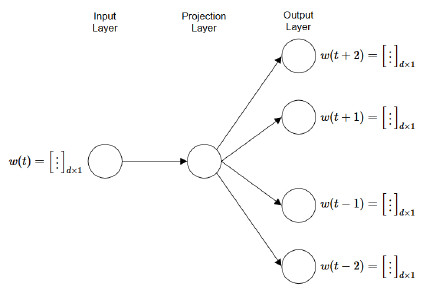 Input
Layer
Projection
Layer
Output
Layer
w(t + 2) = [⋮]d×1
w(t + 1) = [⋮]d×1
w(t) = [⋮]d×1
w(t − 1) = [⋮]d×1
w(t − 2) = [⋮]d×1